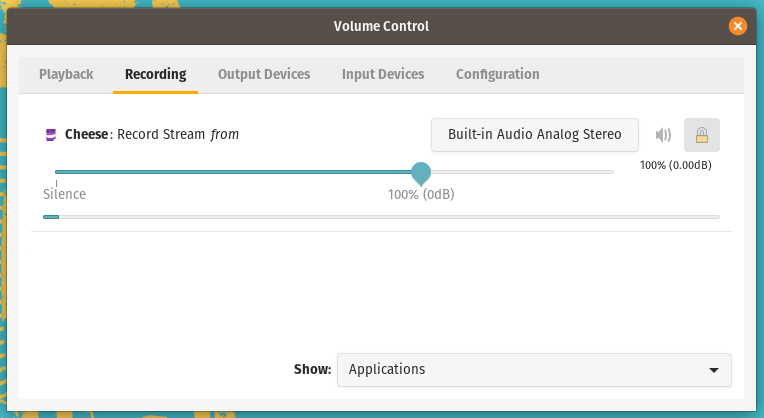 Volume Control
Playback Recording Output Devices Input Devices Configuration
Cheese: Record Stream from Built-in Audio Analog Stereo
100% (0.00dB)
Silence 100% (0dB)
Show: Applications